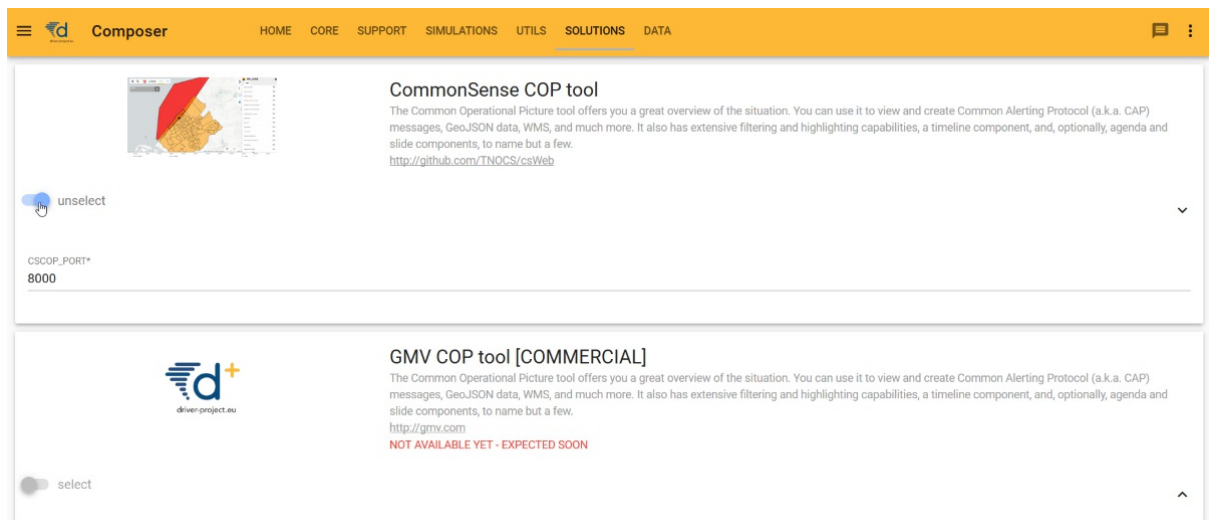 d
Composer
HOME CORE SUPPORT SIMULATIONS UTILS SOLUTIONS DATA
CommonSense COP tool
The Common Operational Picture tool offers you a great overview of the situation. You can use it to view and create Common Alerting Protocol (a.k.a. CAP)
messages, GeoJSON data, WMS, and much more. It also has extensive filtering and highlighting capabilities, a timeline component, and, optionally, agenda and
slide components, to name but a few.
http://github.com/TNOCS/csWeb
unselect
CSCOP_PORT*
8000
d+
driver-project.eu
GMV COP tool [COMMERCIAL]
The Common Operational Picture tool offers you a great overview of the situation. You can use it to view and create Common Alerting Protocol (a.k.a. CAP)
messages, GeoJSON data, WMS, and much more. It also has extensive filtering and highlighting capabilities, a timeline component, and, optionally, agenda and
slide components, to name but a few.
http://gmv.com
NOT AVAILABLE YET - EXPECTED SOON
select